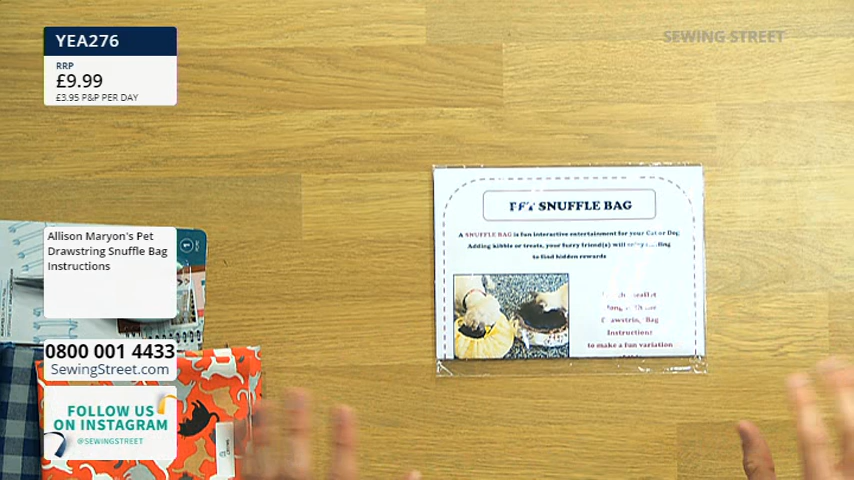 YEA276
RRP
£9.99
£3.95 P&P PER DAY
SEWING STREET
Allison Maryon's Pet
Drawstring Snuffle Bag
Instructions
0800 001 4433
SewingStreet.com
FOLLOW US
ON INSTAGRAM
@SEWINGSTREET
PET SNUFFLE BAG
A SNUFFLE BAG is fun interactive entertainment for your Cat or Dog
Adding kibble or treats, your furry friend(s) will enjoy
to find hidden rewards
Bag
Instructions
to make a fun variation